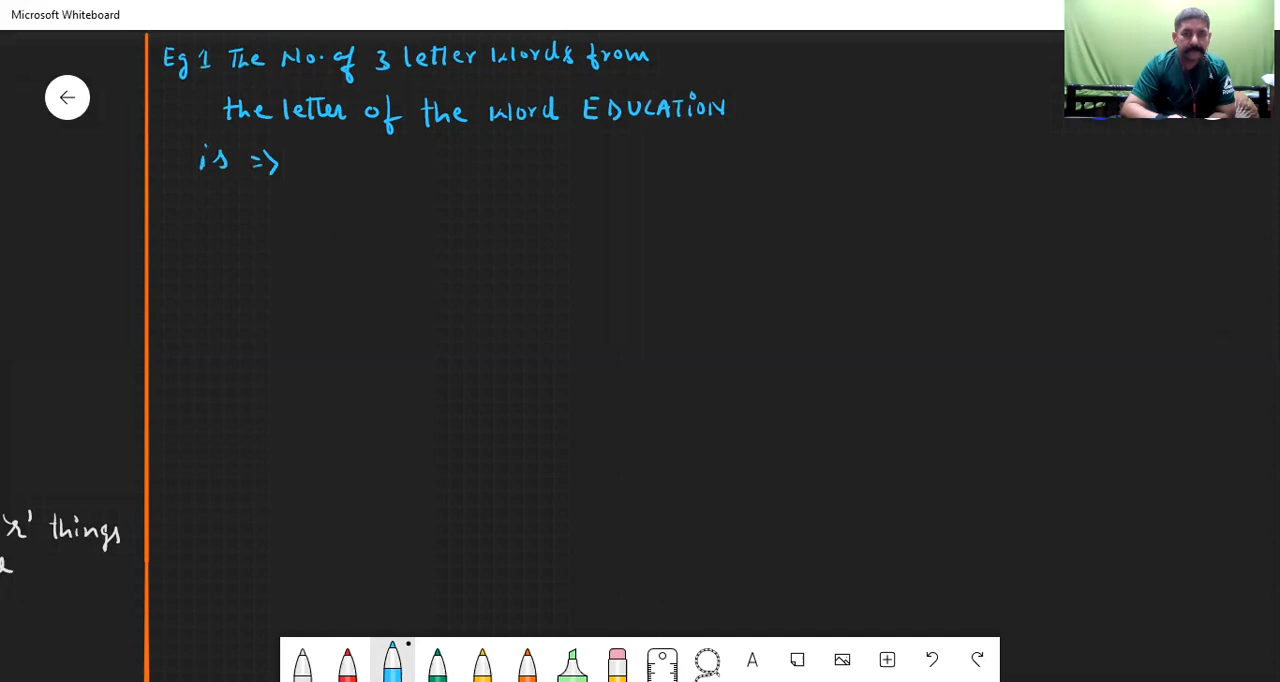 Microsoft Whiteboard
Eg 1 The No. of 3 letter words from
the letter of the word EDUCATION
is =>
'r' things